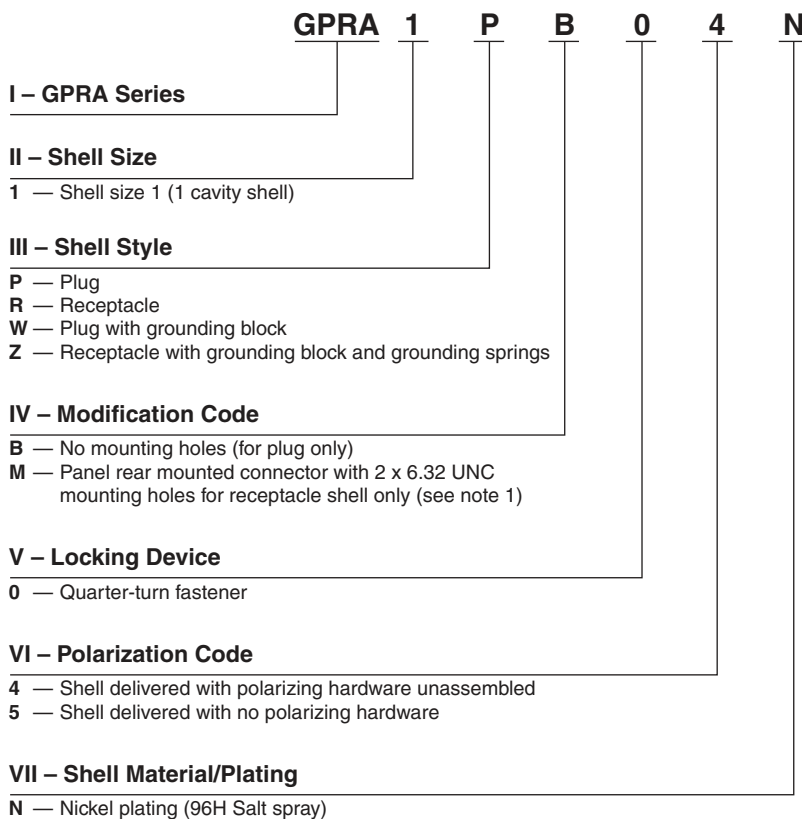 GPRA 1 P B 0 4 N
I – GPRA Series
II – Shell Size
1 — Shell size 1 (1 cavity shell)
III – Shell Style
P — Plug
R — Receptacle
W — Plug with grounding block
Z — Receptacle with grounding block and grounding springs
IV – Modification Code
B — No mounting holes (for plug only)
M — Panel rear mounted connector with 2 x 6.32 UNC
mounting holes for receptacle shell only (see note 1)
V – Locking Device
0 — Quarter-turn fastener
VI – Polarization Code
4 — Shell delivered with polarizing hardware unassembled
5 — Shell delivered with no polarizing hardware
VII – Shell Material/Plating
N — Nickel plating (96H Salt spray)